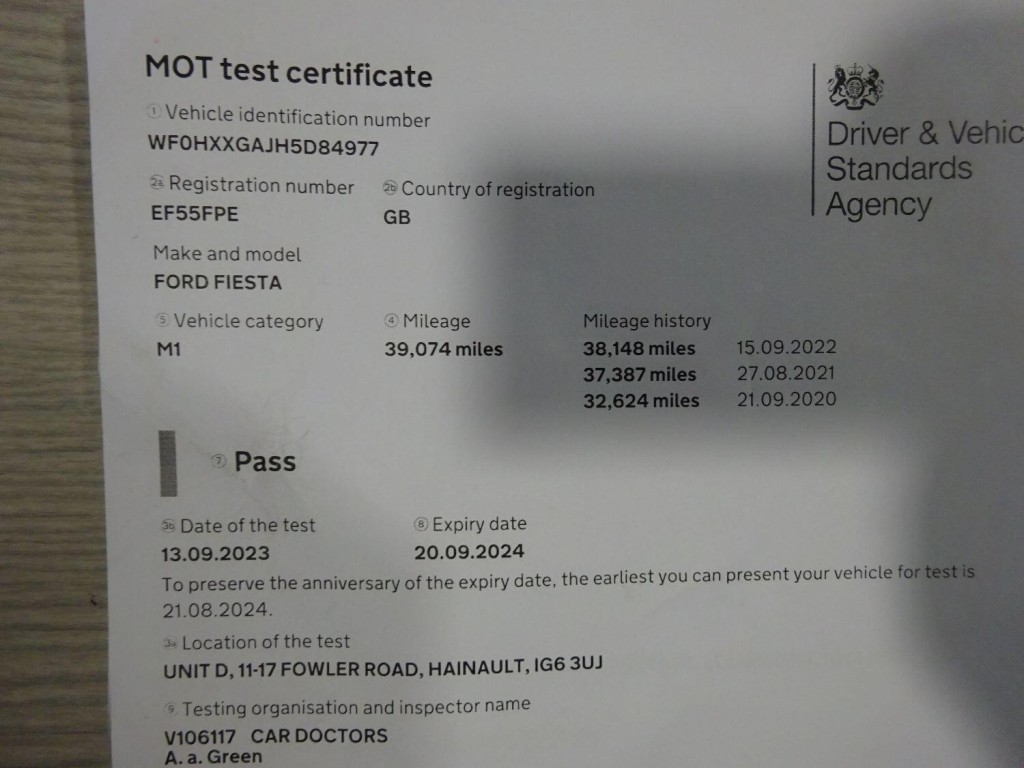 MOT test certificate
Driver & Vehic
Standards
Agency
1 Vehicle identification number
WF0HXXGAJH5D84977
2a Registration number
2b Country of registration
EF55FPE
GB
Make and model
FORD FIESTA
5 Vehicle category
4 Mileage
Mileage history
M1
39,074 miles
38,148 miles 15.09.2022
37,387 miles 27.08.2021
32,624 miles 21.09.2020
7 Pass
3b Date of the test
8 Expiry date
13.09.2023
20.09.2024
To preserve the anniversary of the expiry date, the earliest you can present your vehicle for test is
21.08.2024.
3a Location of the test
UNIT D, 11-17 FOWLER ROAD, HAINAULT, IG6 3UJ
9 Testing organisation and inspector name
V106117 CAR DOCTORS
A. a. Green